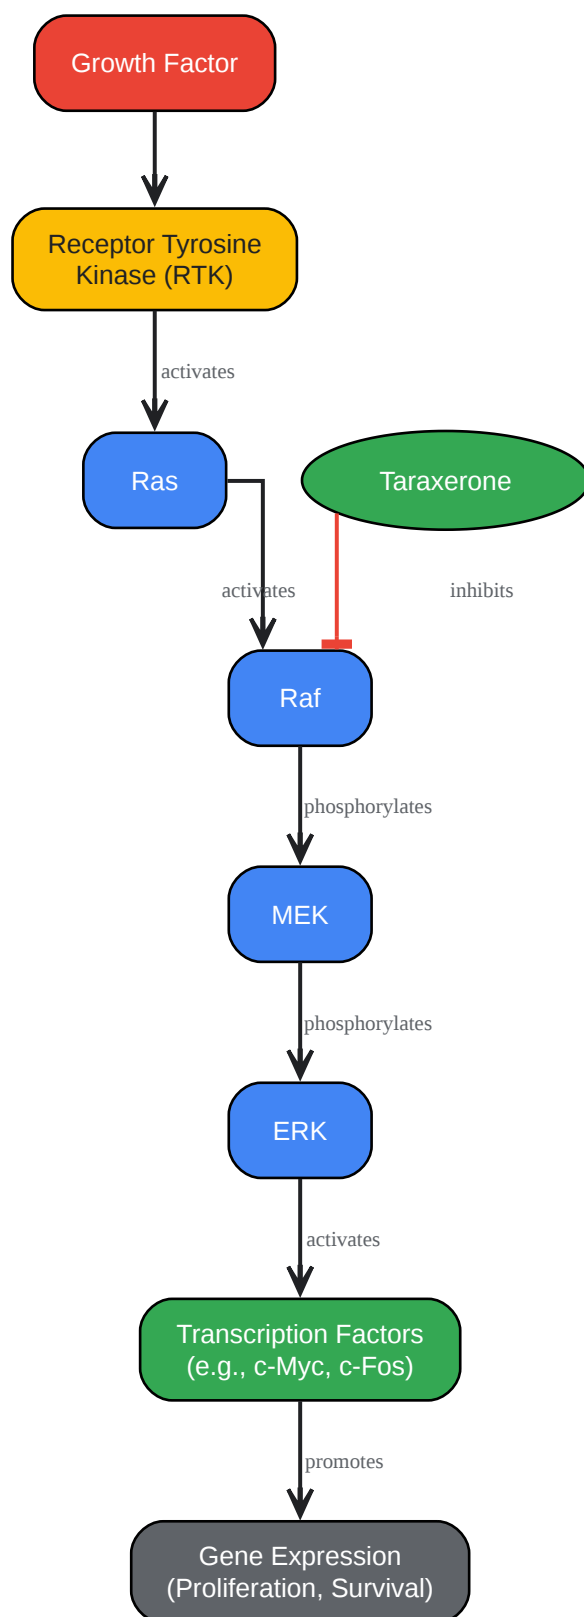 Growth Factor
Receptor Tyrosine
Kinase (RTK)
activates
Ras
Taraxerone
activates
inhibits
Raf
phosphorylates
MEK
phosphorylates
ERK
activates
Transcription Factors
(e.g., c-Myc, c-Fos)
promotes
Gene Expression
(Proliferation, Survival)